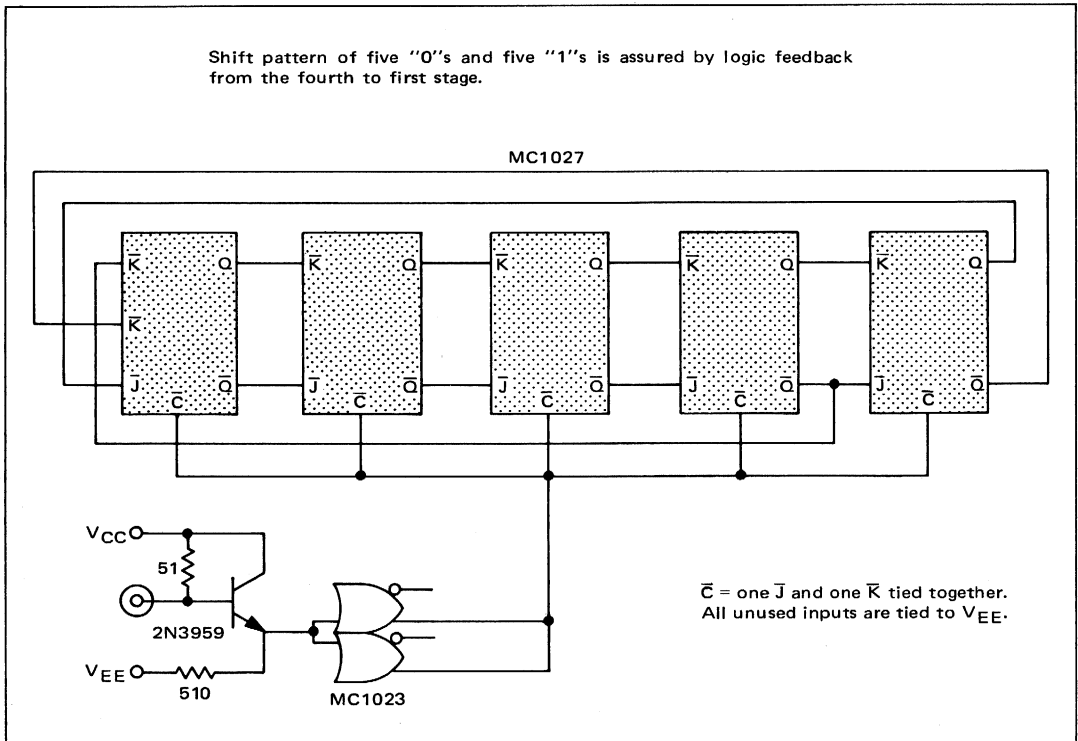 Shift pattern of five "0"s and five "1"s is assured by logic feedback
from the fourth to first stage.
MC1027
K̅ Q K̅ Q K̅ Q K̅ Q K̅ Q
K̅
J̅ Q̅ J̅ Q̅ J̅ Q̅ J̅ Q̅ J̅ Q̅
C̅ C̅ C̅ C̅ C̅
VCC
51
2N3959
VEE
510
MC1023
C̅ = one J̅ and one K̅ tied together.
All unused inputs are tied to VEE.